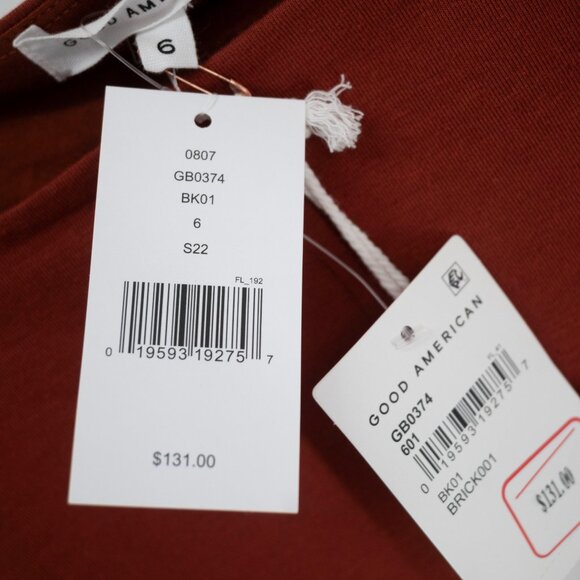 GOOD AMERICAN
6
0807
GB0374
BK01
6
S22
FL_192
0 19593 19275 7
$131.00
GOOD AMERICAN
GB0374
601
0 19593 19275 7
BK01
BRICK001
$131.00